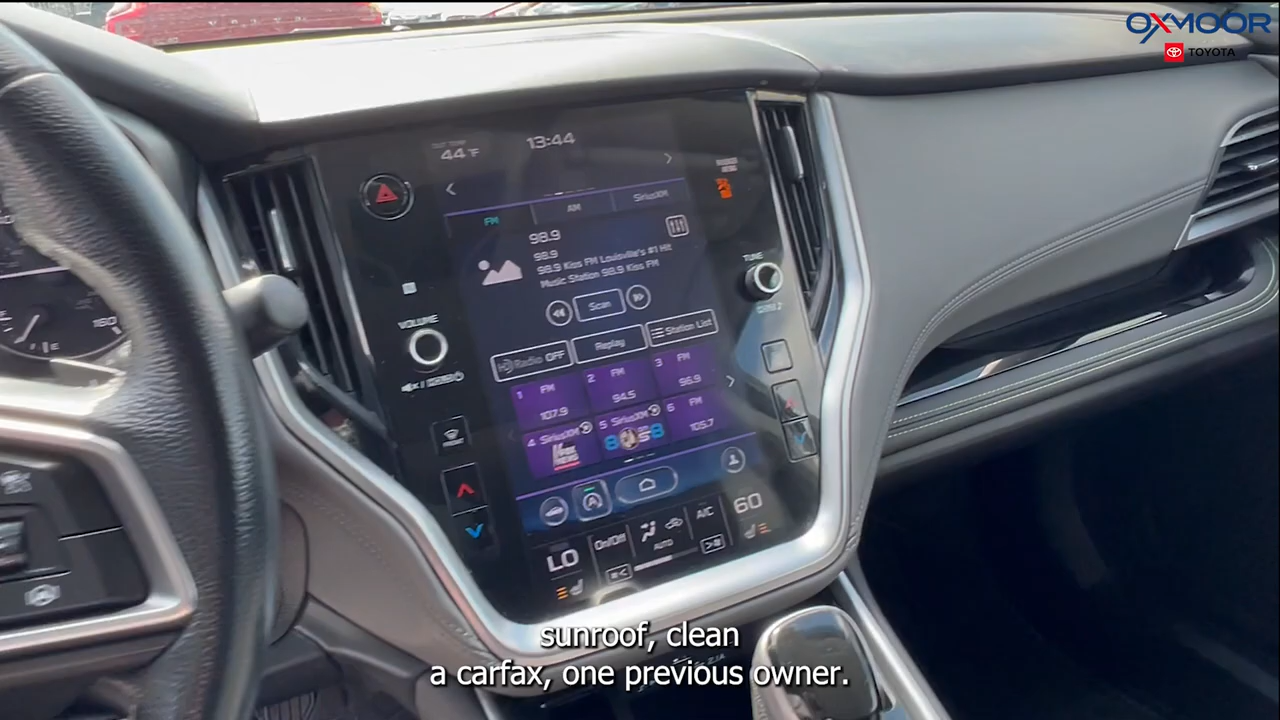 OXMOOR
TOYOTA
44°F
13:44
FM
AM
SiriusXM
98.9
98.9
98.9 Kiss FM Louisville's #1 Hit
Music Station 98.9 Kiss FM
TUNE
Scan
VOLUME
Radio OFF
Replay
Station List
1 FM
107.9
2 FM
94.5
3 FM
96.9
4 SiriusXM
5 SiriusXM
6 FM
105.7
160
E
LO
On/Off
AUTO
A/C
60
sunroof, clean
a carfax, one previous owner.